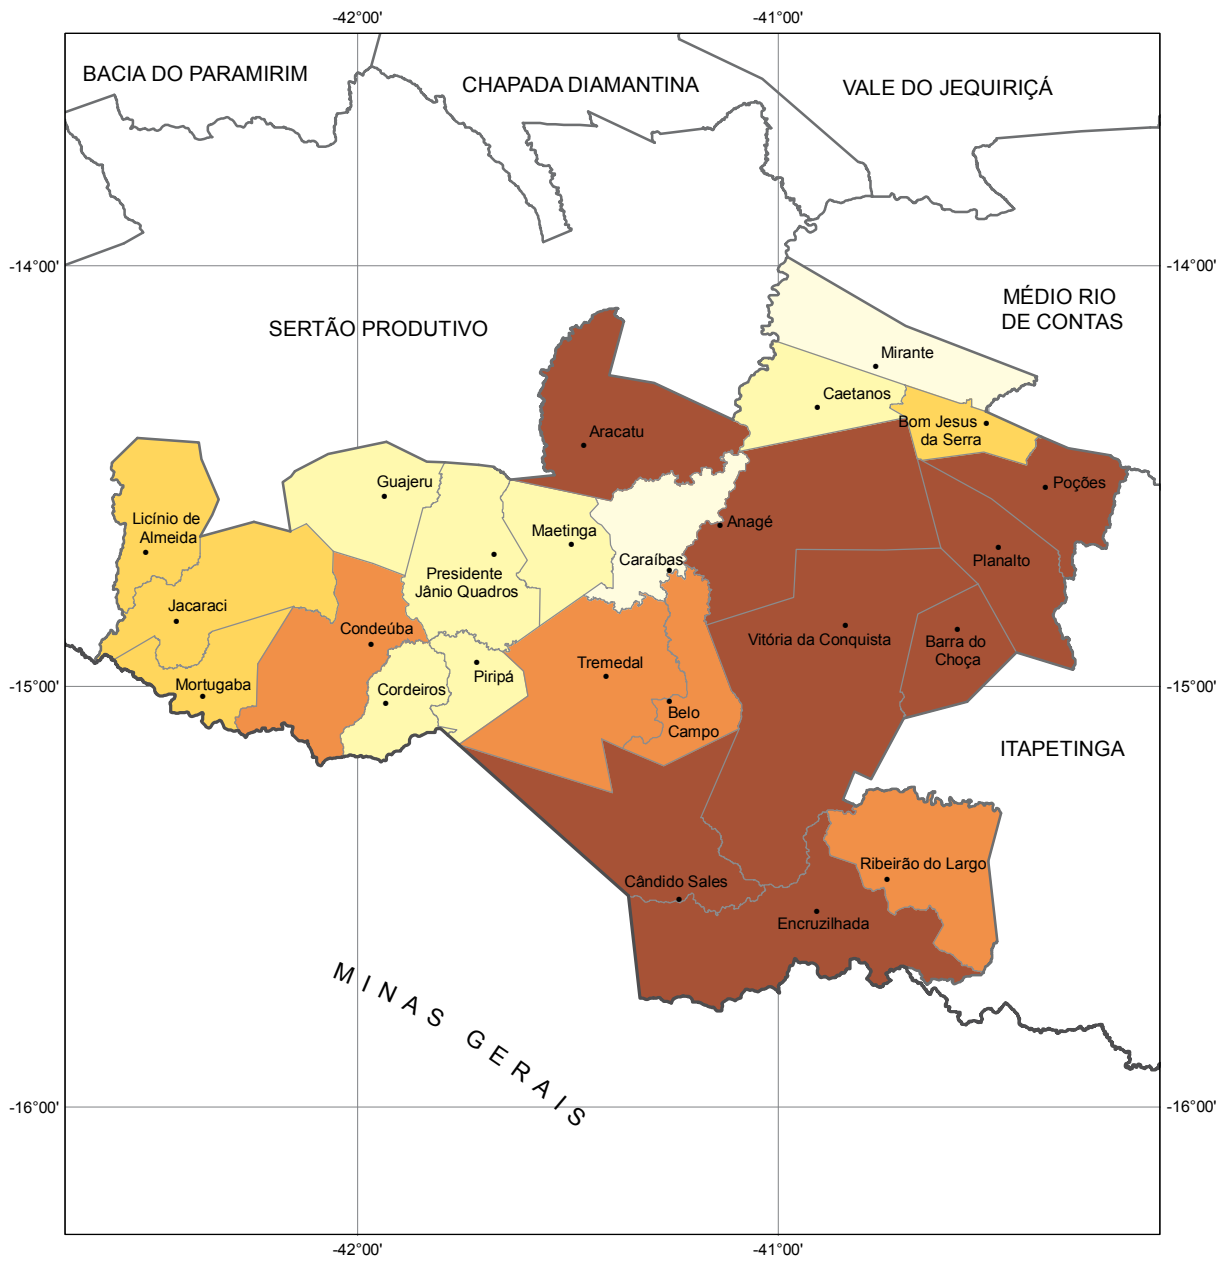 -42°00'
-41°00'
BACIA DO PARAMIRIM
CHAPADA DIAMANTINA
VALE DO JEQUIRIÇÁ
-14°00'
-14°00'
MÉDIO RIO
DE CONTAS
SERTÃO PRODUTIVO
Mirante
Caetanos
Bom Jesus
da Serra
Aracatu
Guajeru
Poções
Licínio de
Almeida
Maetinga
Anagé
Caraíbas
Planalto
Presidente
Jânio Quadros
Jacaraci
Condeúba
Vitória da Conquista
Barra do
Choça
Tremedal
Piripá
Mortugaba
Cordeiros
-15°00'
-15°00'
Belo
Campo
ITAPETINGA
Ribeirão do Largo
Cândido Sales
Encruzilhada
MINAS GERAIS
-16°00'
-16°00'
-42°00'
-41°00'